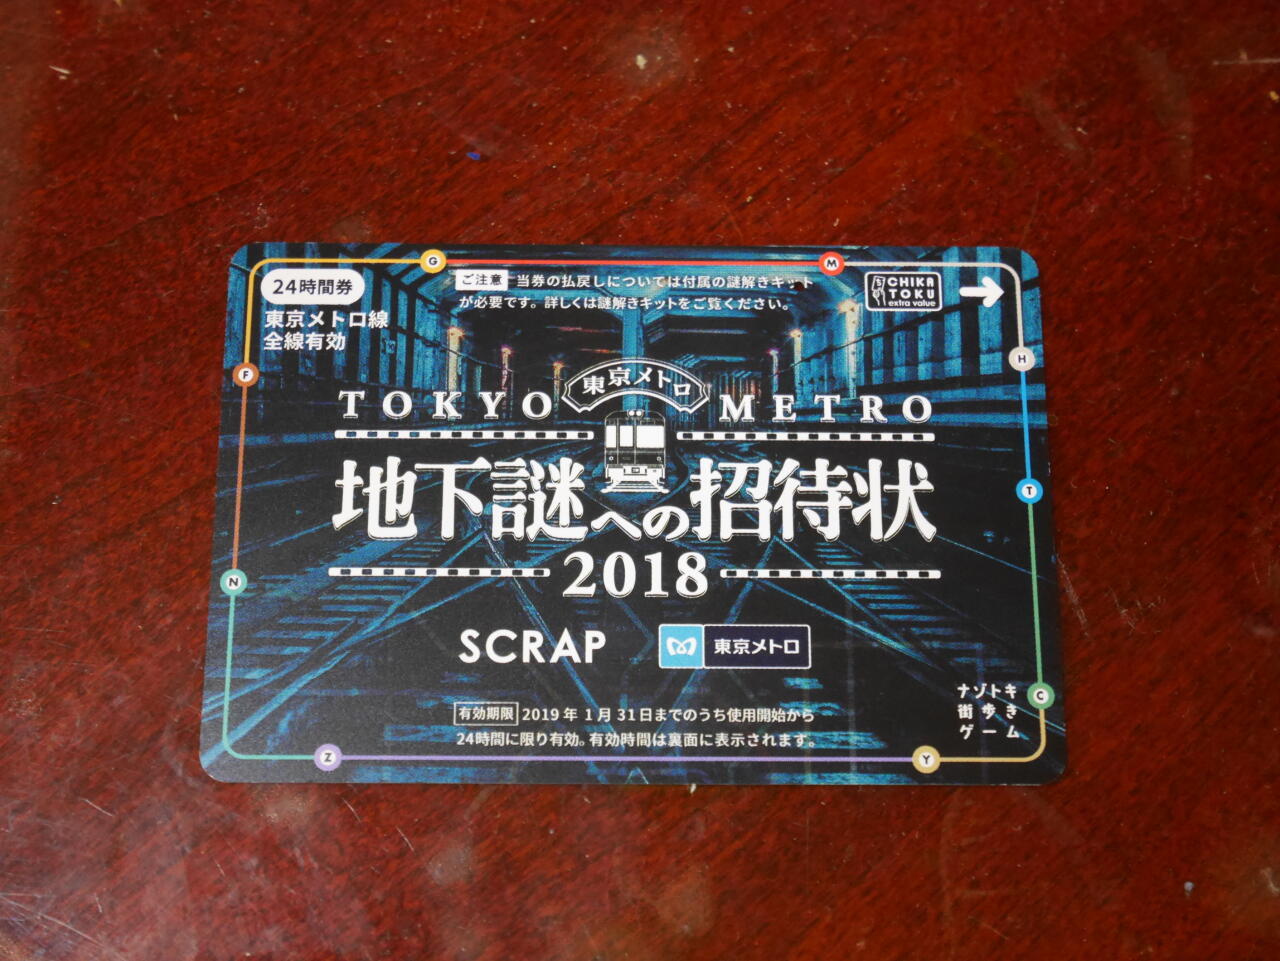 G
M
24時間券
東京メトロ線
全線有効
ご注意 当券の払戻しについては付属の謎解きキット
が必要です。詳しくは謎解きキットをご覧ください。
CHIKA
TOKU
extra value
F
H
東京メトロ
TOKYO METRO
地下謎への招待状
2018
T
N
SCRAP
東京メトロ
C
ナゾトキ
街歩き
ゲーム
有効期限 2019年 1月31日までのうち使用開始から
24時間に限り有効。有効時間は裏面に表示されます。
Z
Y